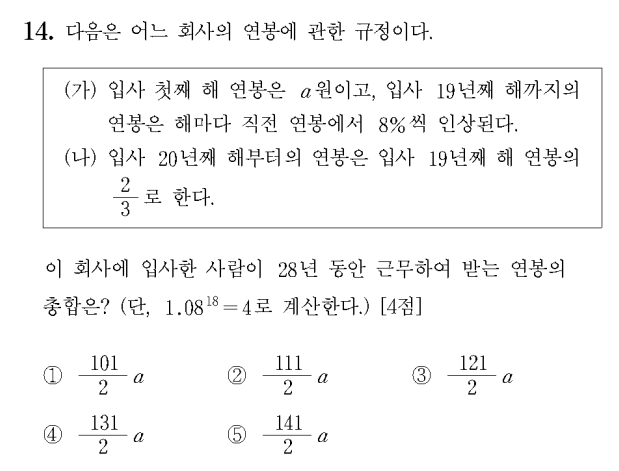 14. 다음은 어느 회사의 연봉에 관한 규정이다.
(가) 입사 첫째 해 연봉은 a원이고, 입사 19년째 해까지의
연봉은 해마다 직전 연봉에서 8%씩 인상된다.
(나) 입사 20년째 해부터의 연봉은 입사 19년째 해 연봉의
2/3로 한다.
이 회사에 입사한 사람이 28년 동안 근무하여 받는 연봉의
총합은? (단, 1.08^18=4로 계산한다.) [4점]
① 101/2 a ② 111/2 a ③ 121/2 a
④ 131/2 a ⑤ 141/2 a